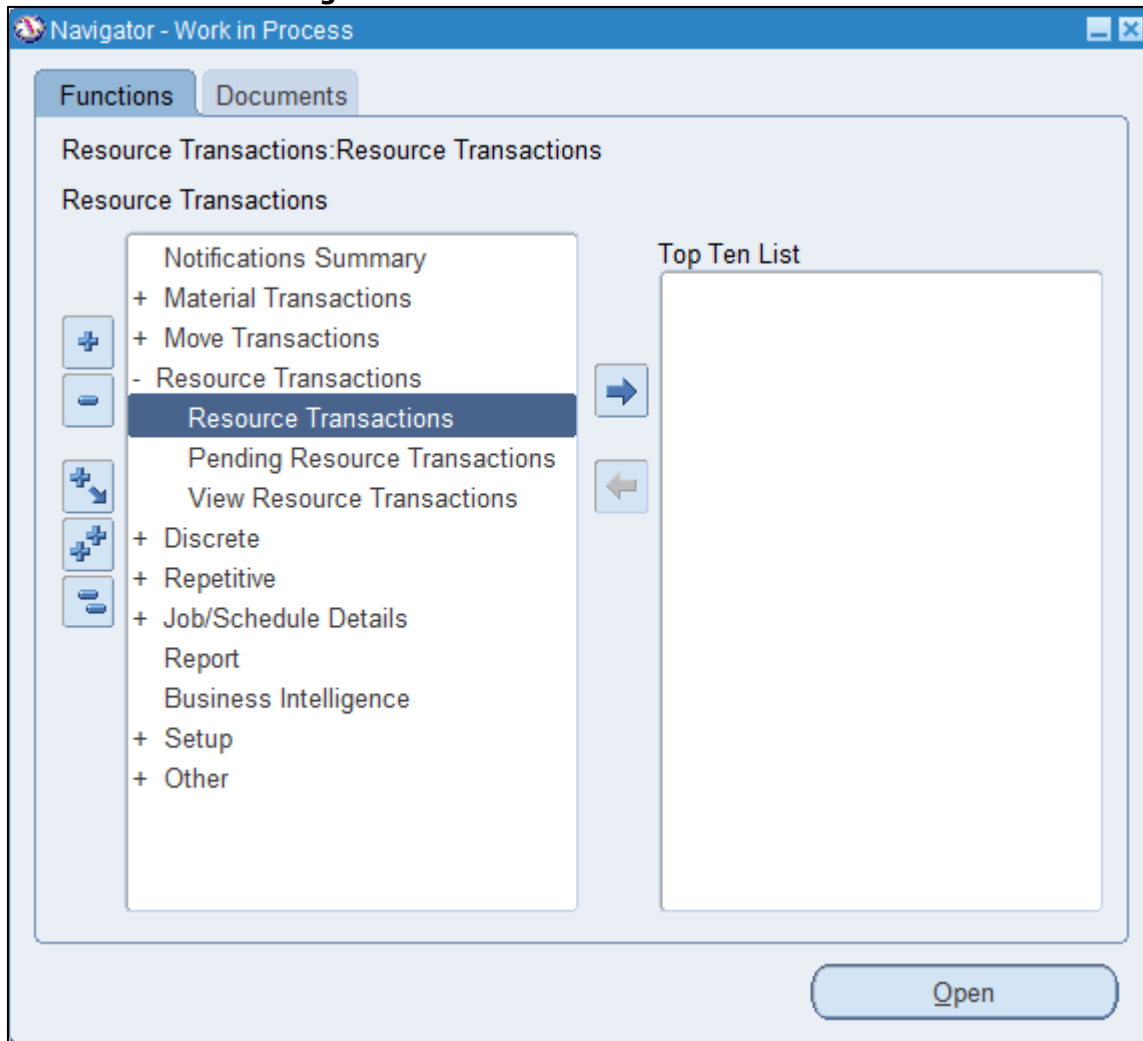 Navigator - Work in Process
Functions
Documents
Resource Transactions:Resource Transactions
Resource Transactions
Notifications Summary
+ Material Transactions
+ Move Transactions
- Resource Transactions
Resource Transactions
Pending Resource Transactions
View Resource Transactions
+ Discrete
+ Repetitive
+ Job/Schedule Details
Report
Business Intelligence
+ Setup
+ Other
Top Ten List
Open